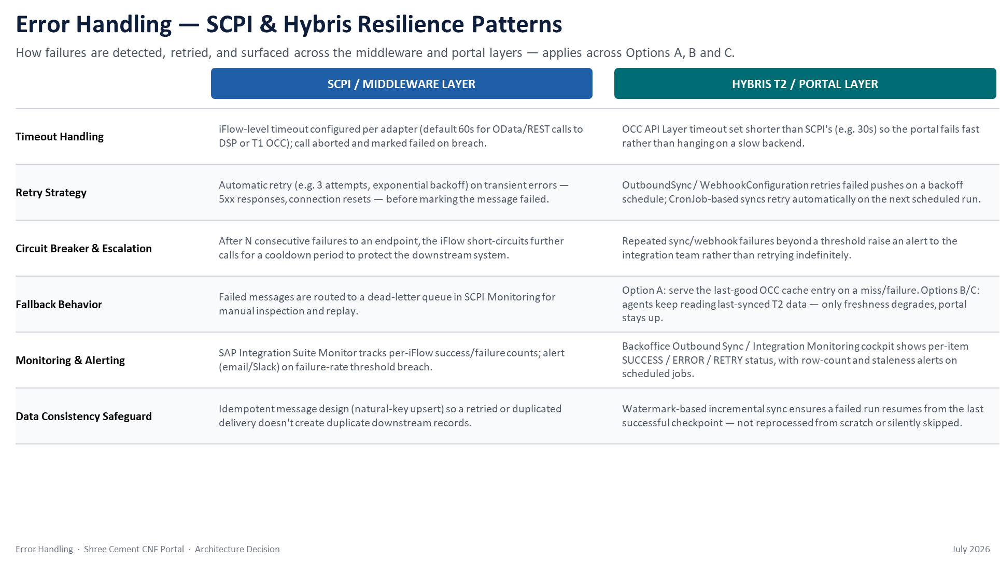 Error Handling — SCPI & Hybris Resilience Patterns
How failures are detected, retried, and surfaced across the middleware and portal layers — applies across Options A, B and C.
SCPI / MIDDLEWARE LAYER
HYBRIS T2 / PORTAL LAYER
Timeout Handling
iFlow-level timeout configured per adapter (default 60s for OData/REST calls to
DSP or T1 OCC); call aborted and marked failed on breach.
OCC API Layer timeout set shorter than SCPI's (e.g. 30s) so the portal fails fast
rather than hanging on a slow backend.
Retry Strategy
Automatic retry (e.g. 3 attempts, exponential backoff) on transient errors —
5xx responses, connection resets — before marking the message failed.
OutboundSync / WebhookConfiguration retries failed pushes on a backoff
schedule; CronJob-based syncs retry automatically on the next scheduled run.
Circuit Breaker & Escalation
After N consecutive failures to an endpoint, the iFlow short-circuits further
calls for a cooldown period to protect the downstream system.
Repeated sync/webhook failures beyond a threshold raise an alert to the
integration team rather than retrying indefinitely.
Fallback Behavior
Failed messages are routed to a dead-letter queue in SCPI Monitoring for
manual inspection and replay.
Option A: serve the last-good OCC cache entry on a miss/failure. Options B/C:
agents keep reading last-synced T2 data — only freshness degrades, portal
stays up.
Monitoring & Alerting
SAP Integration Suite Monitor tracks per-iFlow success/failure counts; alert
(email/Slack) on failure-rate threshold breach.
Backoffice Outbound Sync / Integration Monitoring cockpit shows per-item
SUCCESS / ERROR / RETRY status, with row-count and staleness alerts on
scheduled jobs.
Data Consistency Safeguard
Idempotent message design (natural-key upsert) so a retried or duplicated
delivery doesn't create duplicate downstream records.
Watermark-based incremental sync ensures a failed run resumes from the last
successful checkpoint — not reprocessed from scratch or silently skipped.
Error Handling · Shree Cement CNF Portal · Architecture Decision
July 2026